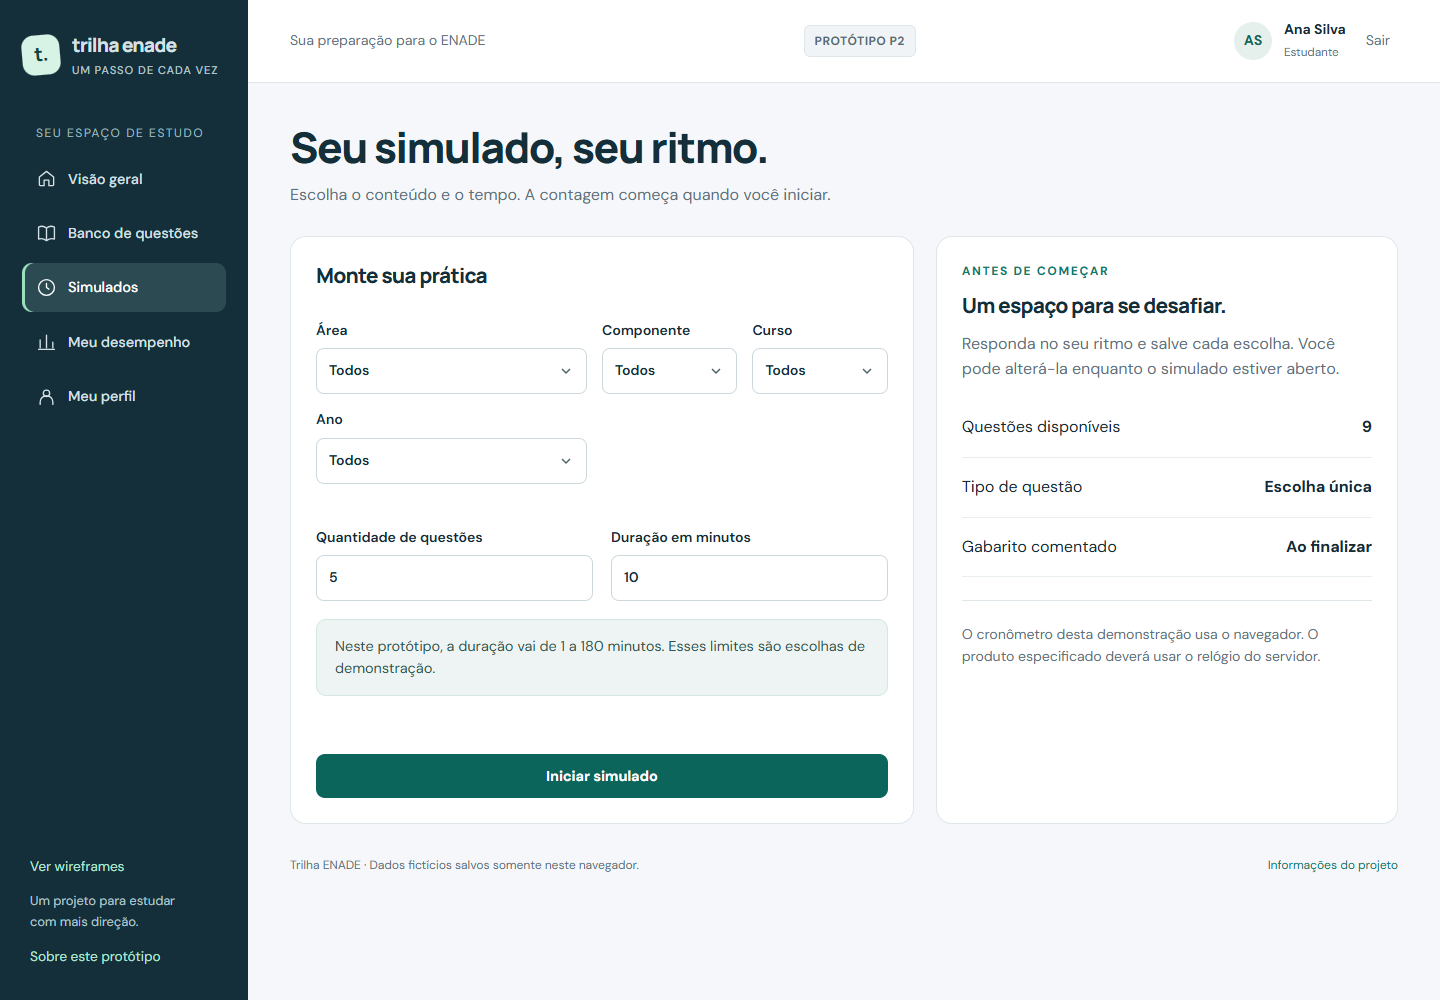 t.
trilha enade
UM PASSO DE CADA VEZ
SEU ESPAÇO DE ESTUDO
Visão geral
Banco de questões
Simulados
Meu desempenho
Meu perfil
Ver wireframes
Um projeto para estudar
com mais direção.
Sobre este protótipo
Sua preparação para o ENADE
PROTÓTIPO P2
AS
Ana Silva
Estudante
Sair
Seu simulado, seu ritmo.
Escolha o conteúdo e o tempo. A contagem começa quando você iniciar.
Monte sua prática
Área
Componente
Curso
Todos
Todos
Todos
Ano
Todos
Quantidade de questões
Duração em minutos
5
10
Neste protótipo, a duração vai de 1 a 180 minutos. Esses limites são escolhas de
demonstração.
Iniciar simulado
ANTES DE COMEÇAR
Um espaço para se desafiar.
Responda no seu ritmo e salve cada escolha. Você
pode alterá-la enquanto o simulado estiver aberto.
Questões disponíveis 9
Tipo de questão Escolha única
Gabarito comentado Ao finalizar
O cronômetro desta demonstração usa o navegador. O
produto especificado deverá usar o relógio do servidor.
Trilha ENADE · Dados fictícios salvos somente neste navegador.
Informações do projeto